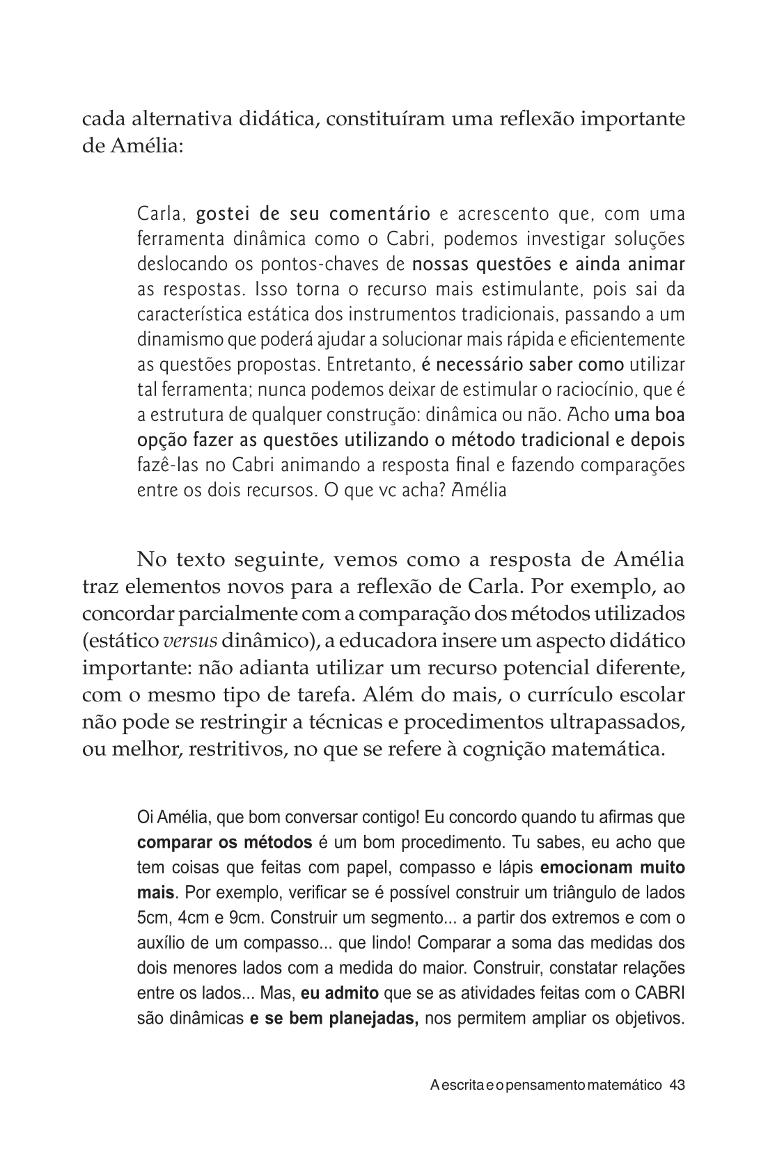 cada alternativa didática, constituíram uma reflexão importante
de Amélia:
Carla, gostei de seu comentário e acrescento que, com uma
ferramenta dinâmica como o Cabri, podemos investigar soluções
deslocando os pontos-chaves de nossas questões e ainda animar
as respostas. Isso torna o recurso mais estimulante, pois sai da
característica estática dos instrumentos tradicionais, passando a um
dinamismo que poderá ajudar a solucionar mais rápida e eficientemente
as questões propostas. Entretanto, é necessário saber como utilizar
tal ferramenta; nunca podemos deixar de estimular o raciocínio, que é
a estrutura de qualquer construção: dinâmica ou não. Acho uma boa
opção fazer as questões utilizando o método tradicional e depois
fazê-las no Cabri animando a resposta final e fazendo comparações
entre os dois recursos. O que vc acha? Amélia
No texto seguinte, vemos como a resposta de Amélia
traz elementos novos para a reflexão de Carla. Por exemplo, ao
concordar parcialmente com a comparação dos métodos utilizados
(estático versus dinâmico), a educadora insere um aspecto didático
importante: não adianta utilizar um recurso potencial diferente,
com o mesmo tipo de tarefa. Além do mais, o currículo escolar
não pode se restringir a técnicas e procedimentos ultrapassados,
ou melhor, restritivos, no que se refere à cognição matemática.
Oi Amélia, que bom conversar contigo! Eu concordo quando tu afirmas que
comparar os métodos é um bom procedimento. Tu sabes, eu acho que
tem coisas que feitas com papel, compasso e lápis emocionam muito
mais. Por exemplo, verificar se é possível construir um triângulo de lados
5cm, 4cm e 9cm. Construir um segmento... a partir dos extremos e com o
auxílio de um compasso... que lindo! Comparar a soma das medidas dos
dois menores lados com a medida do maior. Construir, constatar relações
entre os lados... Mas, eu admito que se as atividades feitas com o CABRI
são dinâmicas e se bem planejadas, nos permitem ampliar os objetivos.
A escrita e o pensamento matemático 43